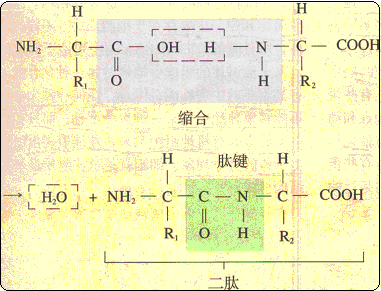 H H
NH₂ — C — C — OH H — N — C — COOH
R₁ O H R₂
缩合
肽键
H H
→ H₂O + NH₂ — C — C — N — C — COOH
R₁ O H R₂
二肽